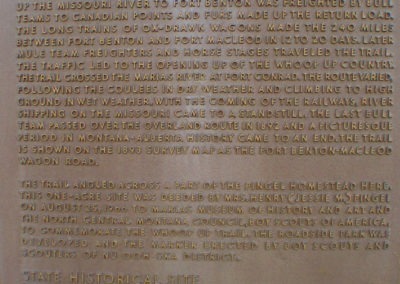 UP THE MISSOURI RIVER TO FORT BENTON WAS FREIGHTED BY BULL
TEAMS TO CANADIAN POINTS AND FURS MADE UP THE RETURN LOAD.
THE LONG TRAINS OF OX-DRAWN WAGONS MADE THE 240 MILES
BETWEEN FORT BENTON AND FORT MACLEOD IN 12 TO 20 DAYS. LATER
MULE TEAM FREIGHTERS AND HORSE STAGES TRAVELED THE TRAIL.
THE TRAFFIC LED TO THE OPENING UP OF THE WHOOP UP COUNTRY.
THE TRAIL CROSSED THE MARIAS RIVER AT FORT CONRAD. THE ROUTE VARIED,
FOLLOWING THE COULEES IN DRY WEATHER AND CLIMBING TO HIGH
GROUND IN WET WEATHER. WITH THE COMING OF THE RAILWAYS, RIVER
SHIPPING ON THE MISSOURI CAME TO A STANDSTILL. THE LAST BULL
TEAM PASSED OVER THE OVERLAND ROUTE IN 1892 AND A PICTURESQUE
PERIOD IN MONTANA-ALBERTA HISTORY CAME TO AN END. THE TRAIL
IS SHOWN ON THE 1893 SURVEY MAP AS THE FORT BENTON-MACLEOD
WAGON ROAD.
THE TRAIL ANGLED ACROSS A PART OF THE PINGEL HOMESTEAD HERE.
THIS ONE-ACRE SITE WAS DEEDED BY MRS. HENRY (JESSIE M.) PINGEL
ON AUGUST 25, TO MARIAS MUSEUM OF HISTORY AND ART AND
THE NORTH CENTRAL MONTANA COUNCIL, BOY SCOUTS OF AMERICA,
TO COMMEMORATE THE WHOOP UP TRAIL. THE ROADSIDE PARK WAS
DEVELOPED AND THE MARKER ERECTED BY BOY SCOUTS AND
SCOUTERS OF DISTRICT.
STATE HISTORICAL SITE